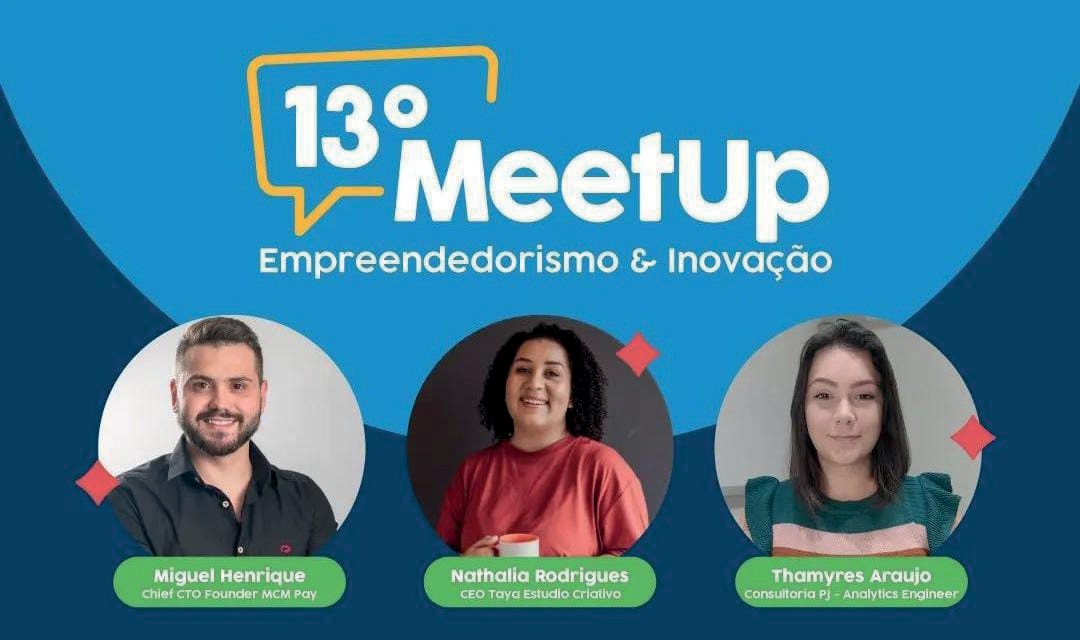 13º
MeetUp
Empreendedorismo & Inovação
Miguel Henrique
Chief CTO Founder MCM Pay
Nathalia Rodrigues
CEO Taya Estudio Criativo
Thamyres Araujo
Consultoria PJ - Analytics Engineer